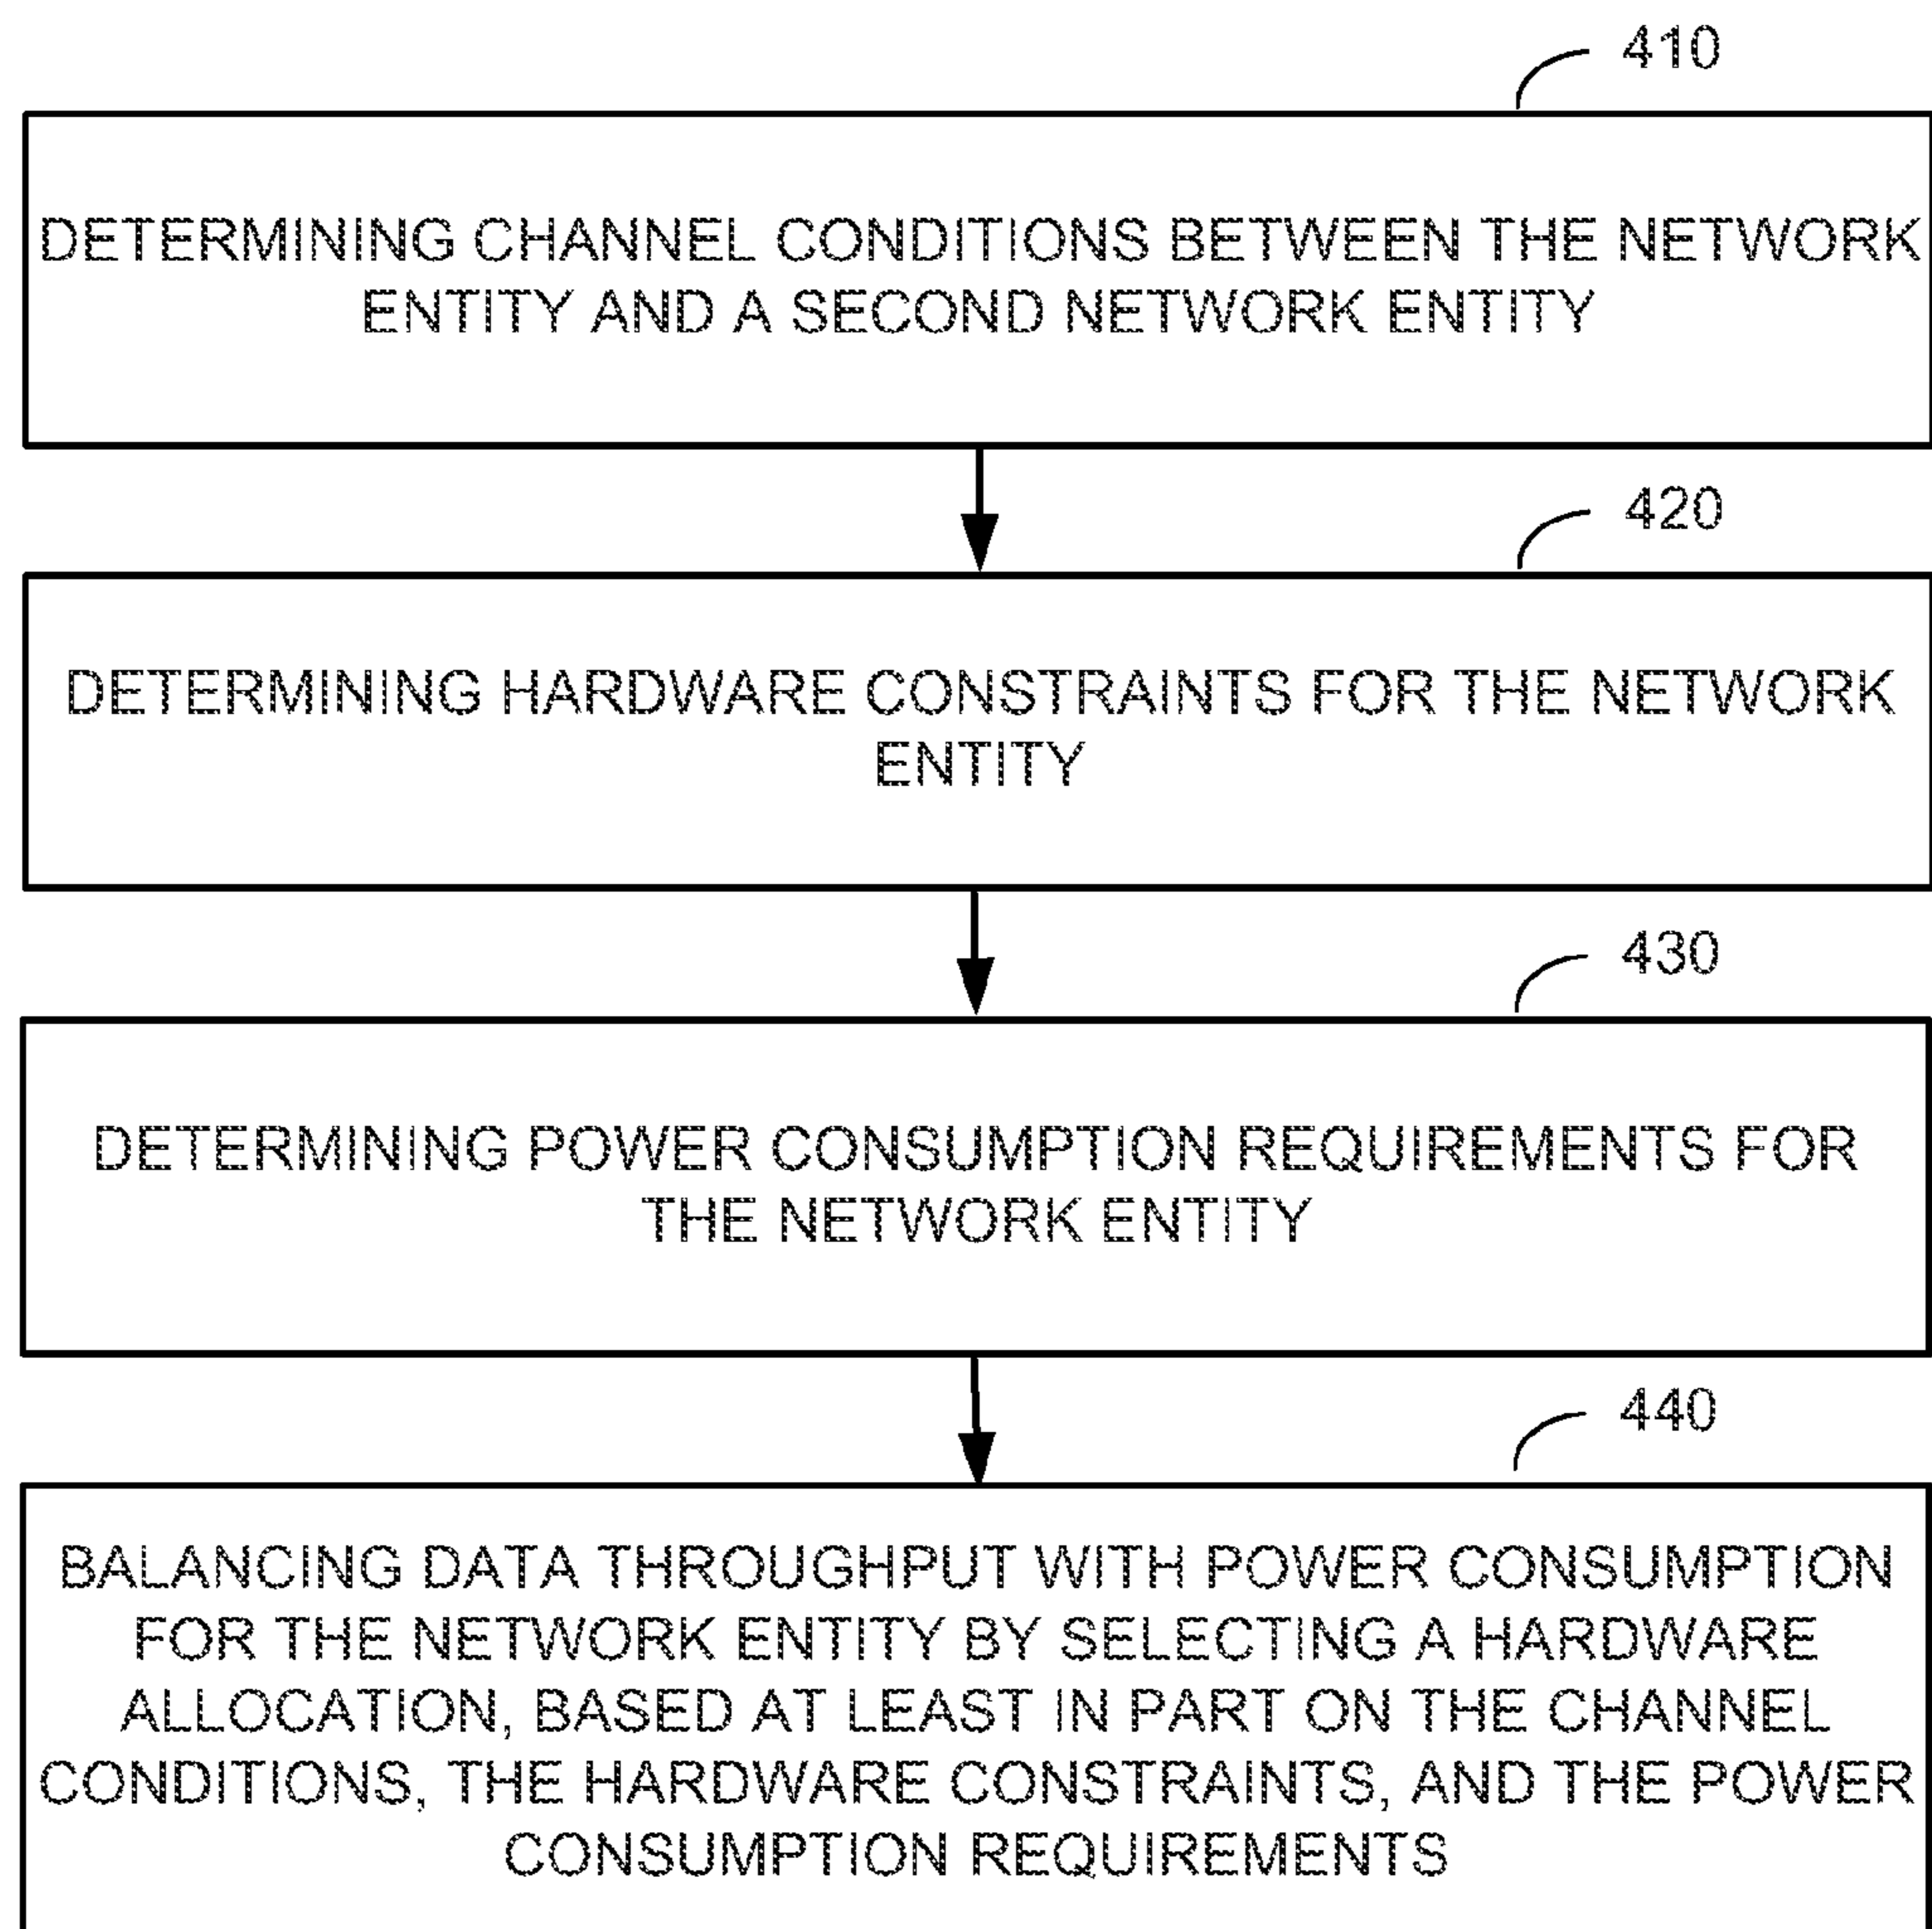 410
DETERMINING CHANNEL CONDITIONS BETWEEN THE NETWORK
ENTITY AND A SECOND NETWORK ENTITY
420
DETERMINING HARDWARE CONSTRAINTS FOR THE NETWORK
ENTITY
430
DETERMINING POWER CONSUMPTION REQUIREMENTS FOR
THE NETWORK ENTITY
440
BALANCING DATA THROUGHPUT WITH POWER CONSUMPTION
FOR THE NETWORK ENTITY BY SELECTING A HARDWARE
ALLOCATION, BASED AT LEAST IN PART ON THE CHANNEL
CONDITIONS, THE HARDWARE CONSTRAINTS, AND THE POWER
CONSUMPTION REQUIREMENTS